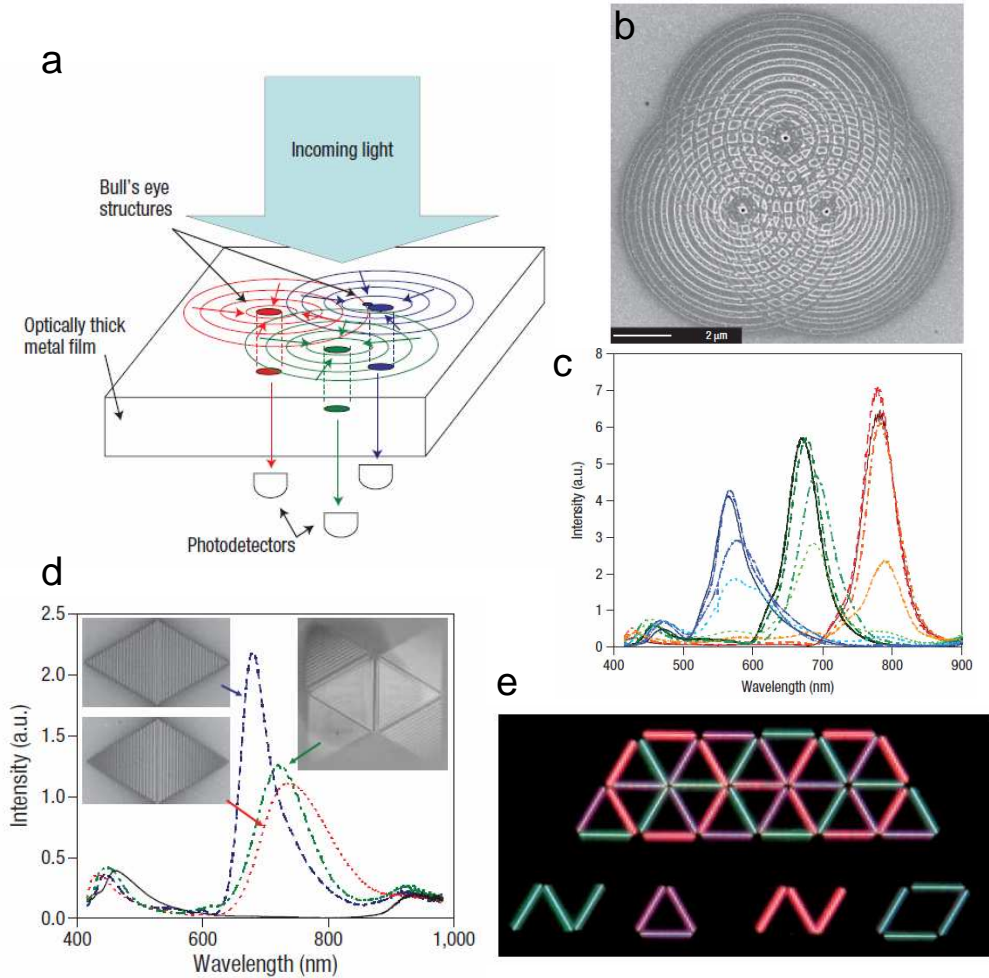 a
Incoming light
Bull's eye
structures
Optically thick
metal film
Photodetectors
b
2 µm
c
8
7
6
5
4
3
2
1
0
Intensity (a.u.)
400
500
600
700
800
900
Wavelength (nm)
d
2.5
2.0
1.5
1.0
0.5
0.0
Intensity (a.u.)
400
600
800
1,000
Wavelength (nm)
e